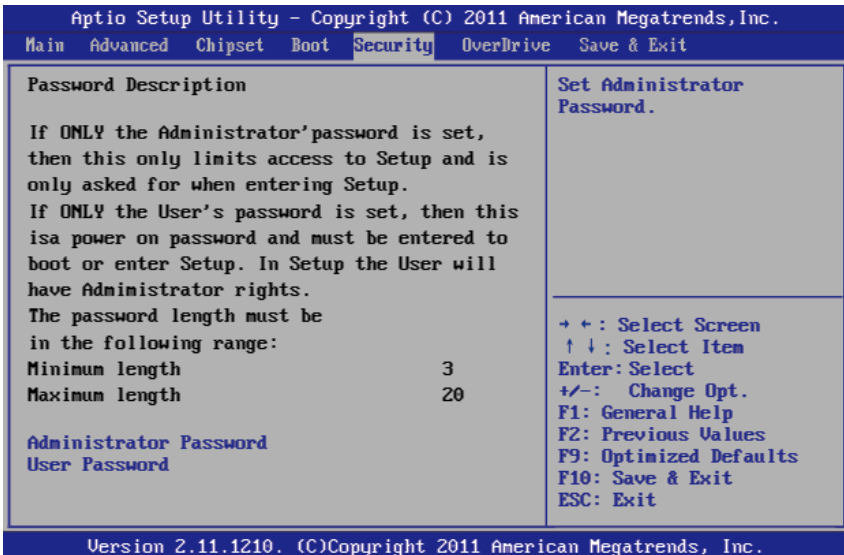 Aptio Setup Utility – Copyright (C) 2011 American Megatrends,Inc.
Main Advanced Chipset Boot Security OverDrive Save & Exit
Password Description
If ONLY the Administrator'password is set,
then this only limits access to Setup and is
only asked for when entering Setup.
If ONLY the User's password is set, then this
isa power on password and must be entered to
boot or enter Setup. In Setup the User will
have Administrator rights.
The password length must be
in the following range:
Minimum length 3
Maximum length 20
Administrator Password
User Password
Set Administrator
Password.
→ ←: Select Screen
↑ ↓: Select Item
Enter: Select
+/-: Change Opt.
F1: General Help
F2: Previous Values
F9: Optimized Defaults
F10: Save & Exit
ESC: Exit
Version 2.11.1210. (C)Copyright 2011 American Megatrends, Inc.